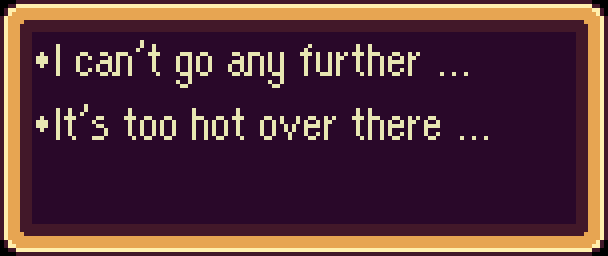 •I can't go any further ...
•It's too hot over there ...